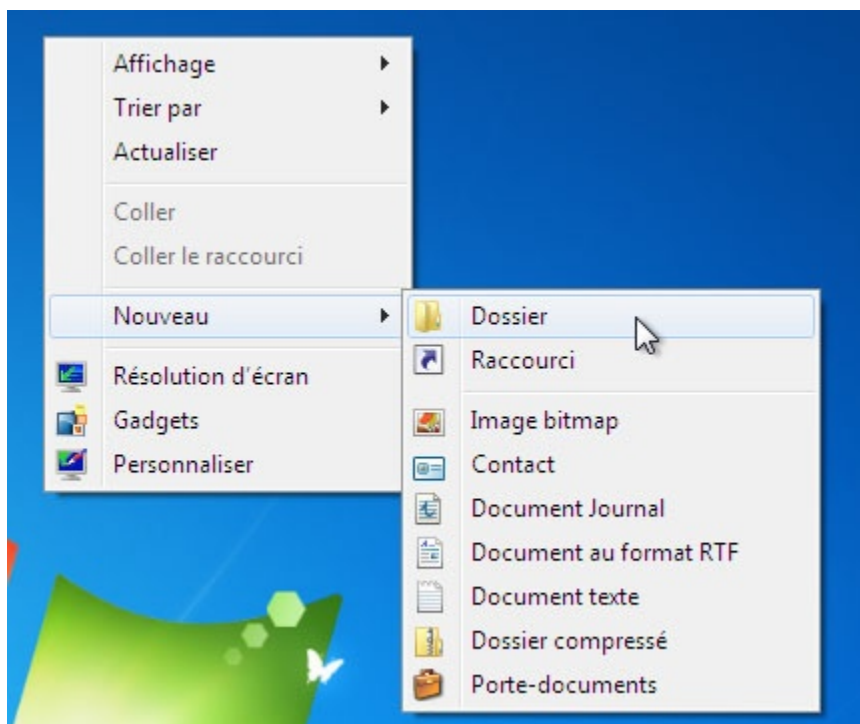 Affichage
Trier par
Actualiser
Coller
Coller le raccourci
Nouveau
Résolution d'écran
Gadgets
Personnaliser
Dossier
Raccourci
Image bitmap
Contact
Document Journal
Document au format RTF
Document texte
Dossier compressé
Porte-documents